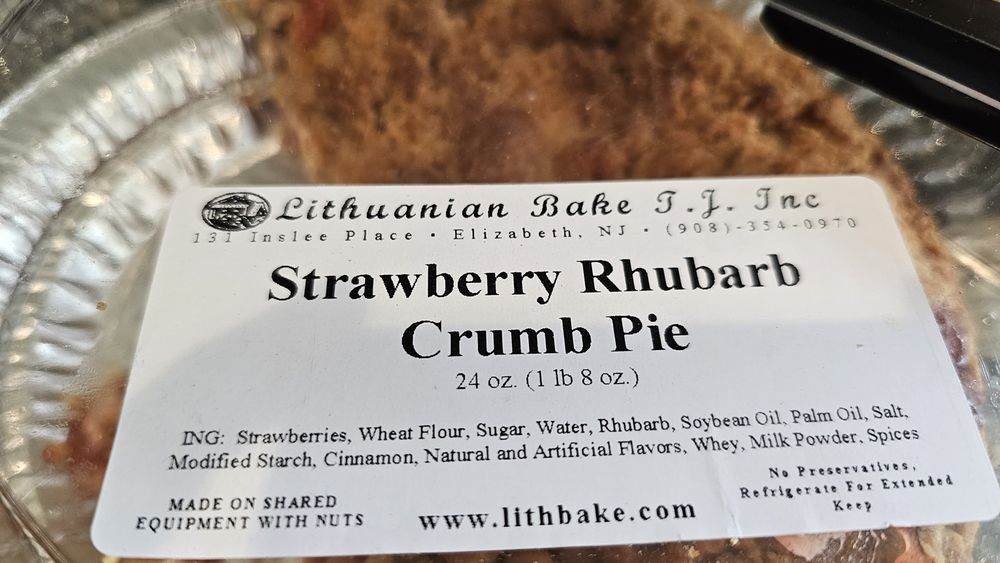 Lithuanian Bake T.J. Inc
131 Inslee Place • Elizabeth, NJ • (908)-354-0970
Strawberry Rhubarb
Crumb Pie
24 oz. (1 lb 8 oz.)
ING: Strawberries, Wheat Flour, Sugar, Water, Rhubarb, Soybean Oil, Palm Oil, Salt,
Modified Starch, Cinnamon, Natural and Artificial Flavors, Whey, Milk Powder, Spices
MADE ON SHARED
EQUIPMENT WITH NUTS
www.lithbake.com
No Preservatives,
Refrigerate For Extended
Keep